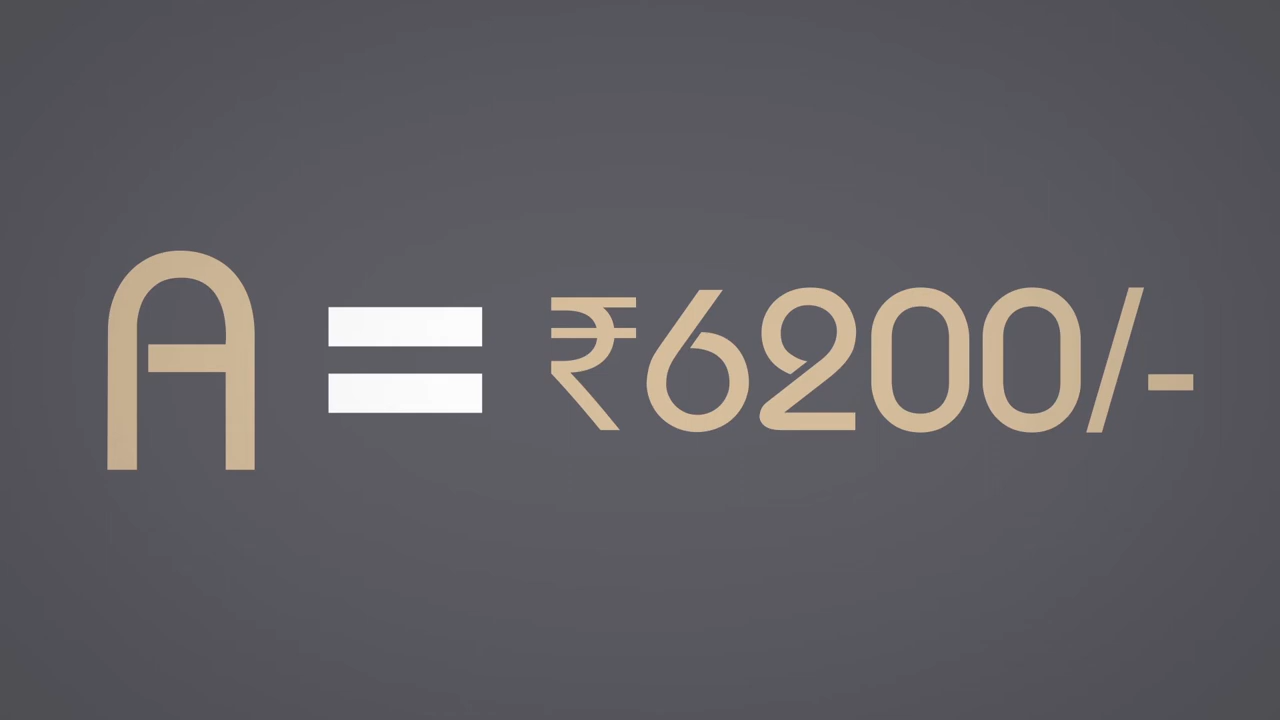 A = ₹6200/-